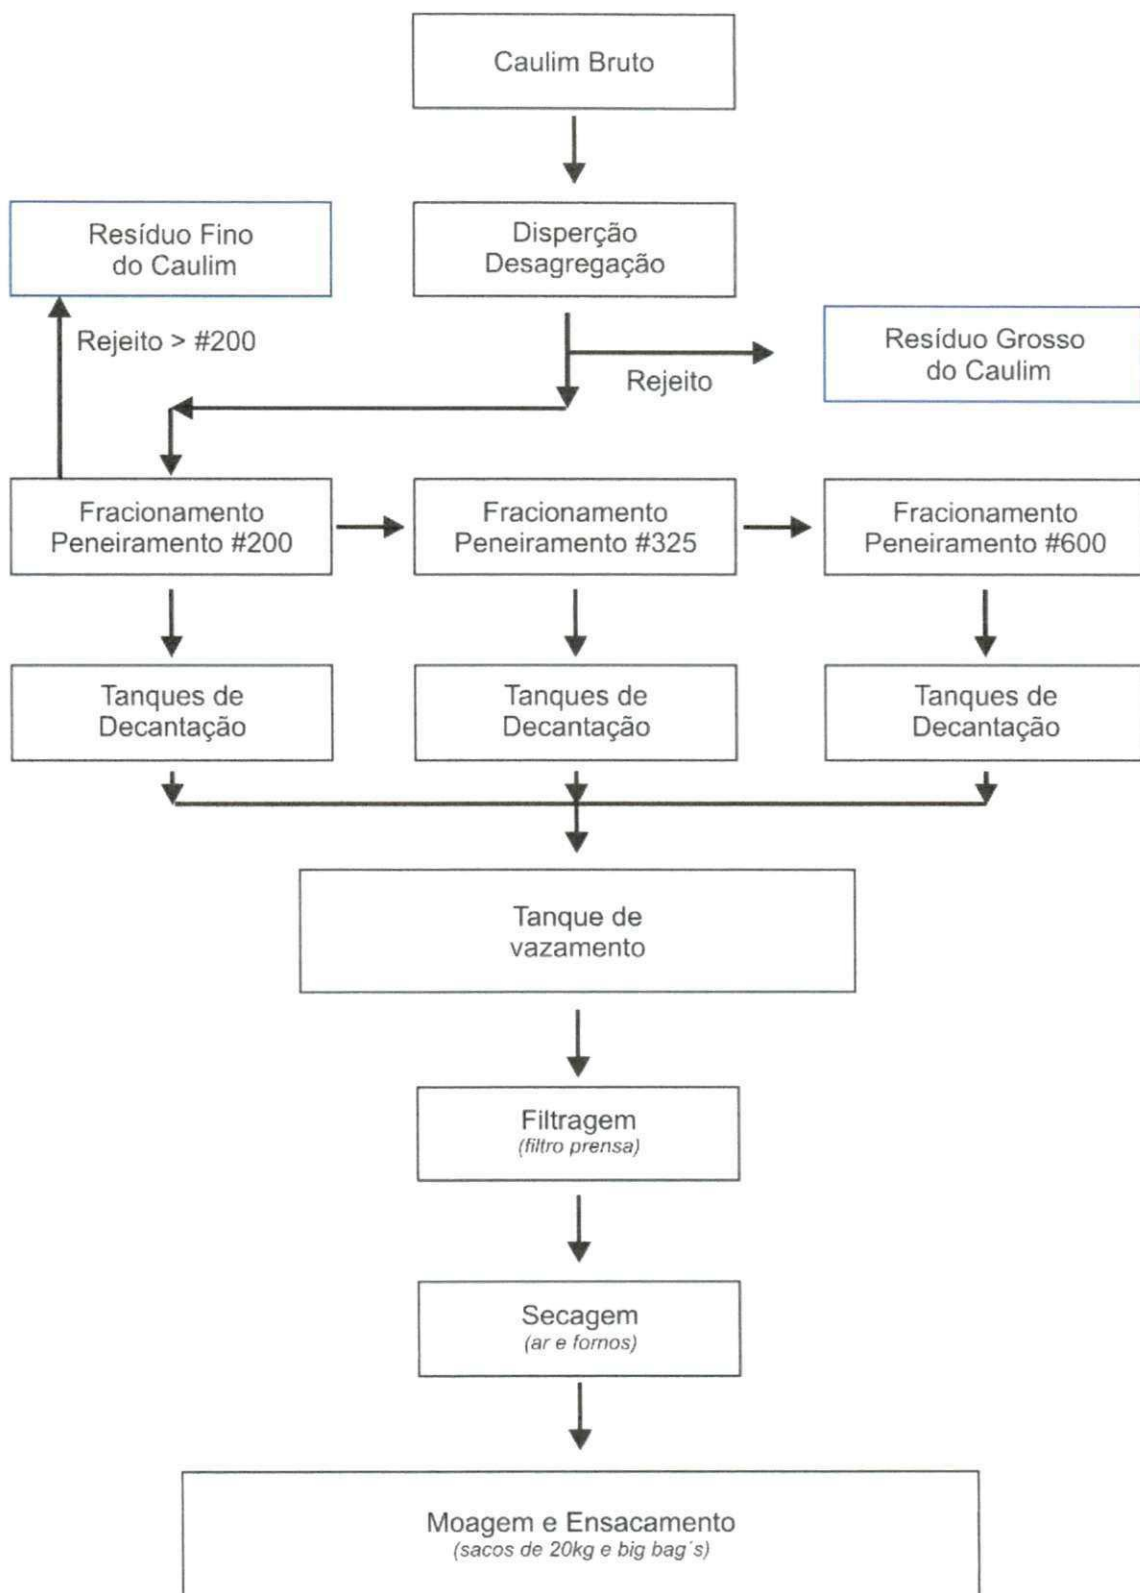 Caulim Bruto
Resíduo Fino
do Caulim
Disperção
Desagregação
Rejeito > #200
Resíduo Grosso
do Caulim
Rejeito
Fracionamento
Peneiramento #200
Fracionamento
Peneiramento #325
Fracionamento
Peneiramento #600
Tanques de
Decantação
Tanques de
Decantação
Tanques de
Decantação
Tanque de
vazamento
Filtragem
(filtro prensa)
Secagem
(ar e fornos)
Moagem e Ensacamento
(sacos de 20kg e big bag´s)